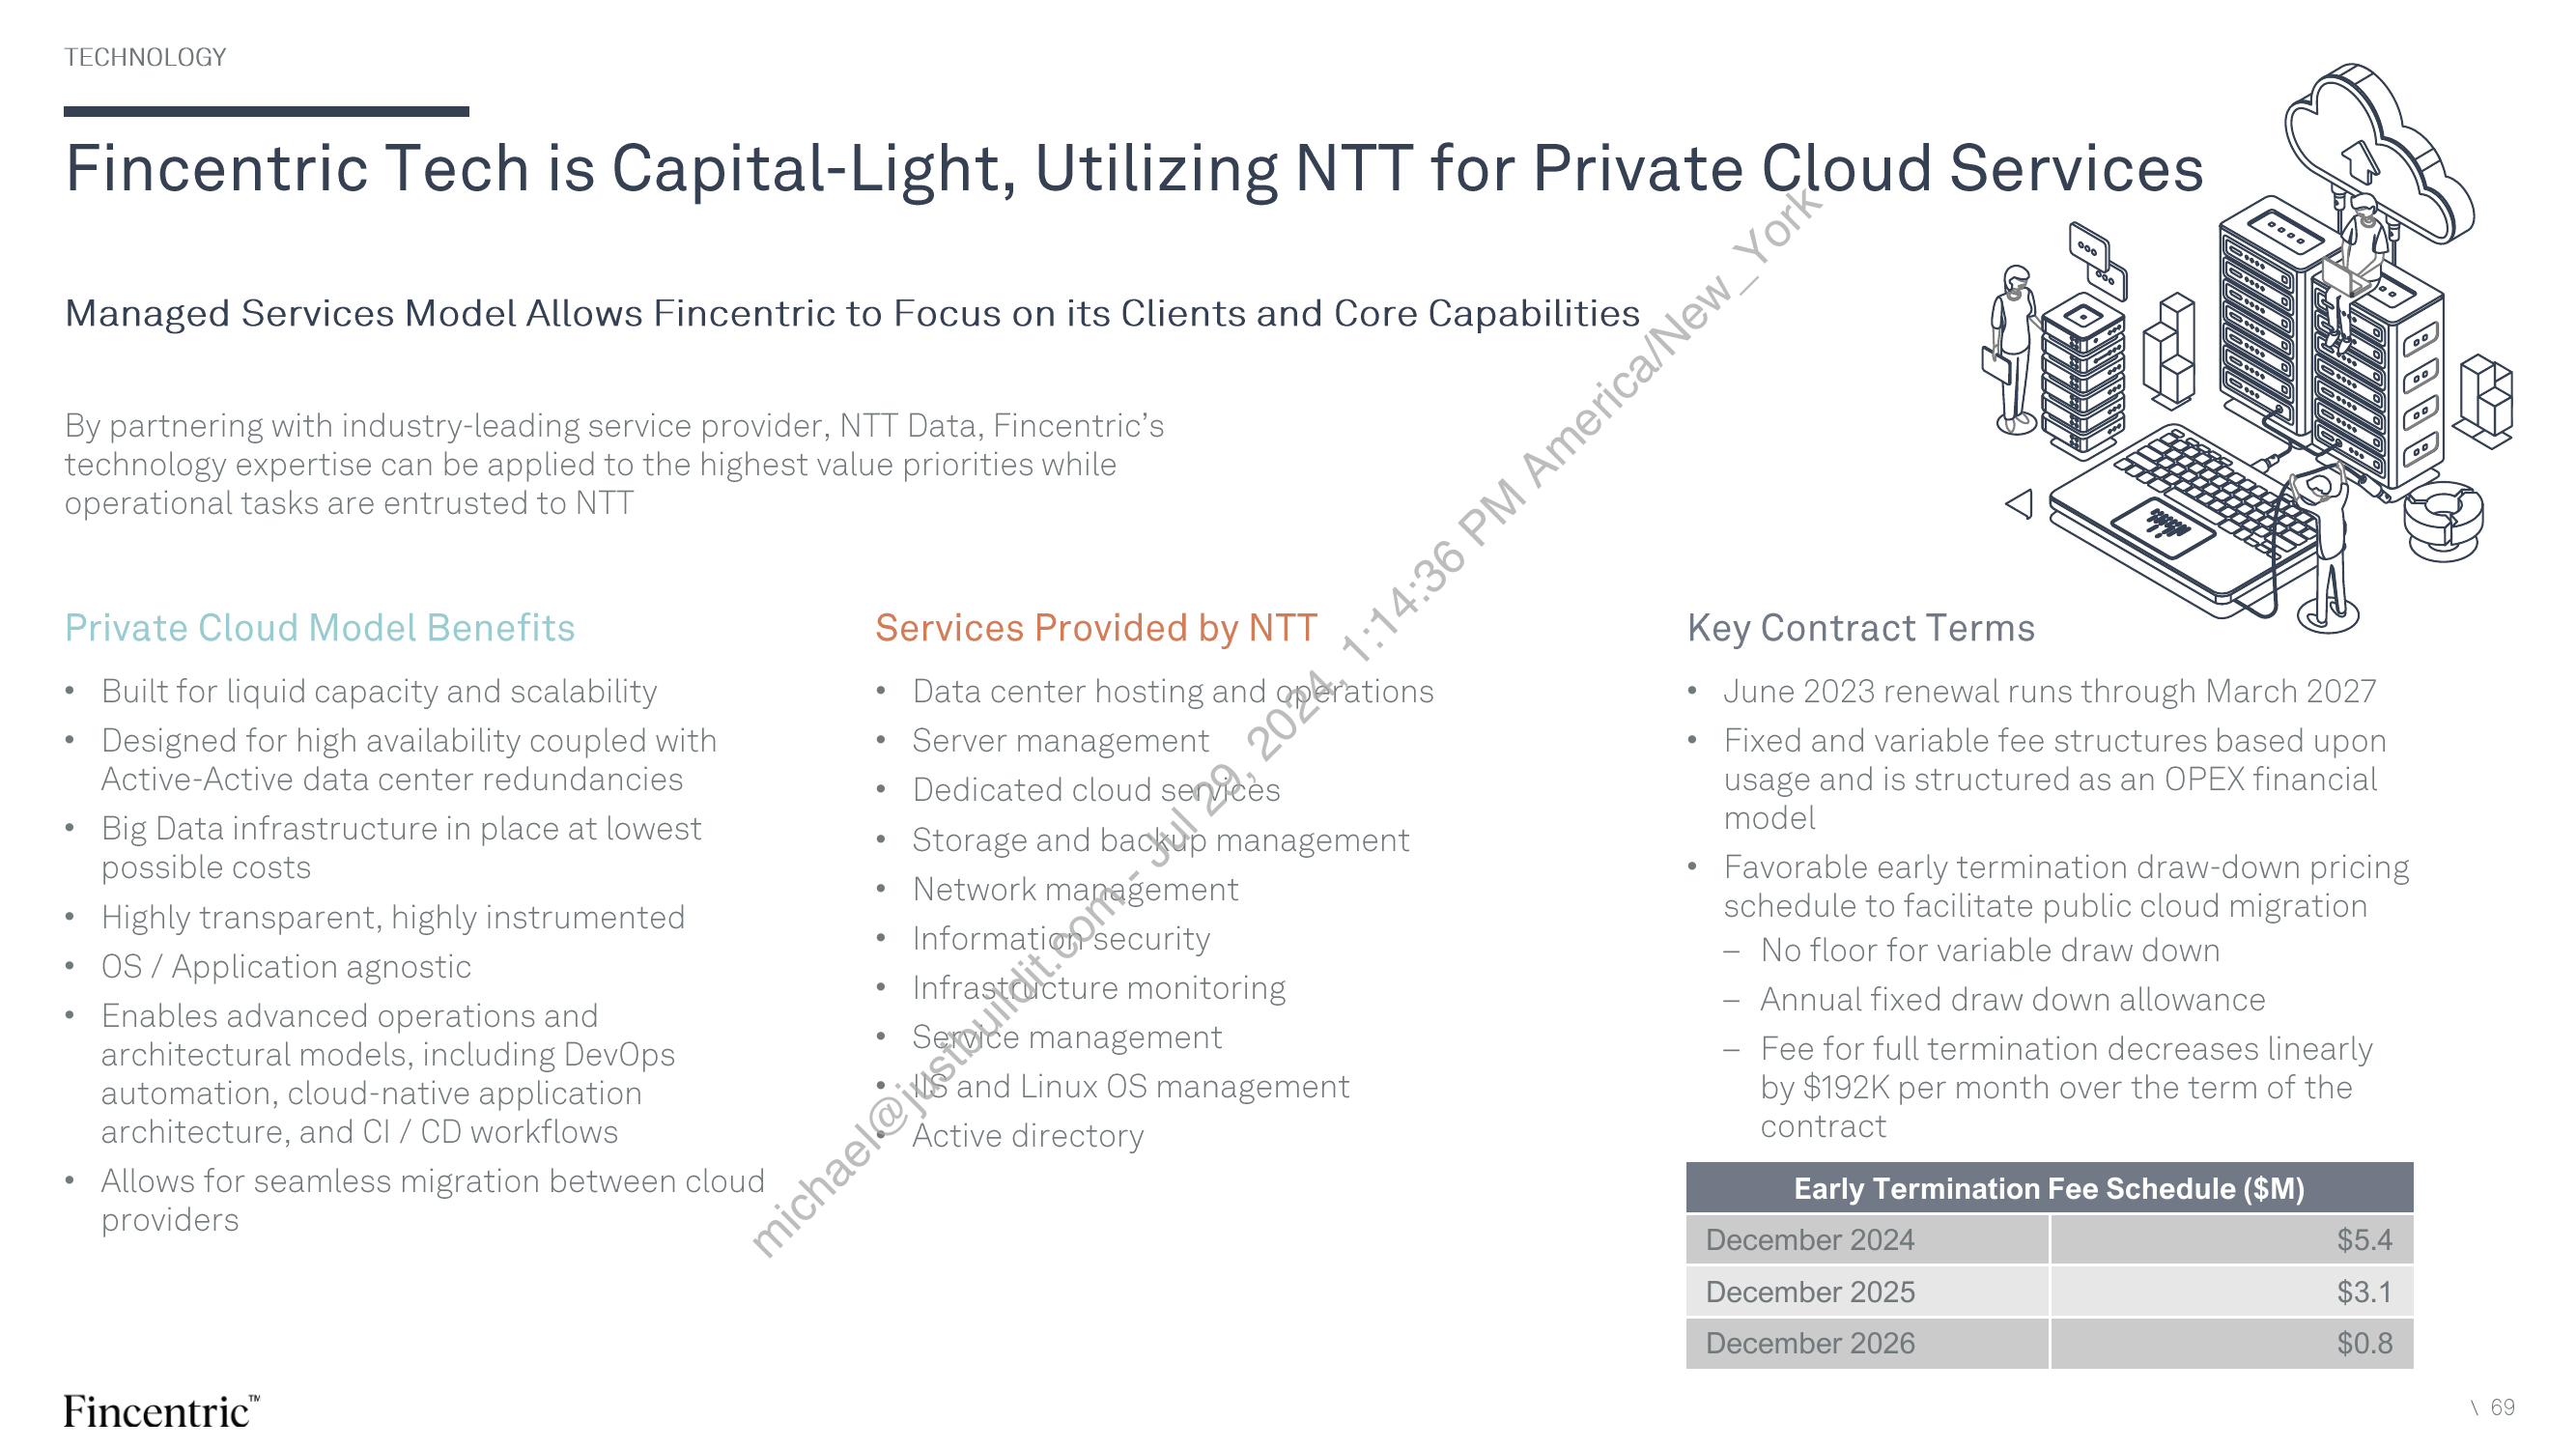 TECHNOLOGY
Fincentric Tech is Capital-Light, Utilizing NTT for Private Cloud Services
Managed Services Model Allows Fincentric to Focus on its Clients and Core Capabilities
By partnering with industry-leading service provider, NTT Data, Fincentric's
technology expertise can be applied to the highest value priorities while
operational tasks are entrusted to NTT
Private Cloud Model Benefits
• Built for liquid capacity and scalability
• Designed for high availability coupled with
Active-Active data center redundancies
• Big Data infrastructure in place at lowest
possible costs
• Highly transparent, highly instrumented
• OS / Application agnostic
• Enables advanced operations and
architectural models, including DevOps
automation, cloud-native application
architecture, and CI / CD workflows
• Allows for seamless migration between cloud
providers
Services Provided by NTT
• Data center hosting and operations
• Server management
• Dedicated cloud services
• Storage and backup management
• Network management
• Information security
• Infrastructure monitoring
• Service management
• IIS and Linux OS management
• Active directory
Key Contract Terms
• June 2023 renewal runs through March 2027
• Fixed and variable fee structures based upon
usage and is structured as an OPEX financial
model
• Favorable early termination draw-down pricing
schedule to facilitate public cloud migration
– No floor for variable draw down
– Annual fixed draw down allowance
– Fee for full termination decreases linearly
by $192K per month over the term of the
contract
Early Termination Fee Schedule ($M)
December 2024 $5.4
December 2025 $3.1
December 2026 $0.8
michael@justbuildit.com - Jul 29, 2024, 1:14:36 PM America/New_York
Fincentric™
\ 69